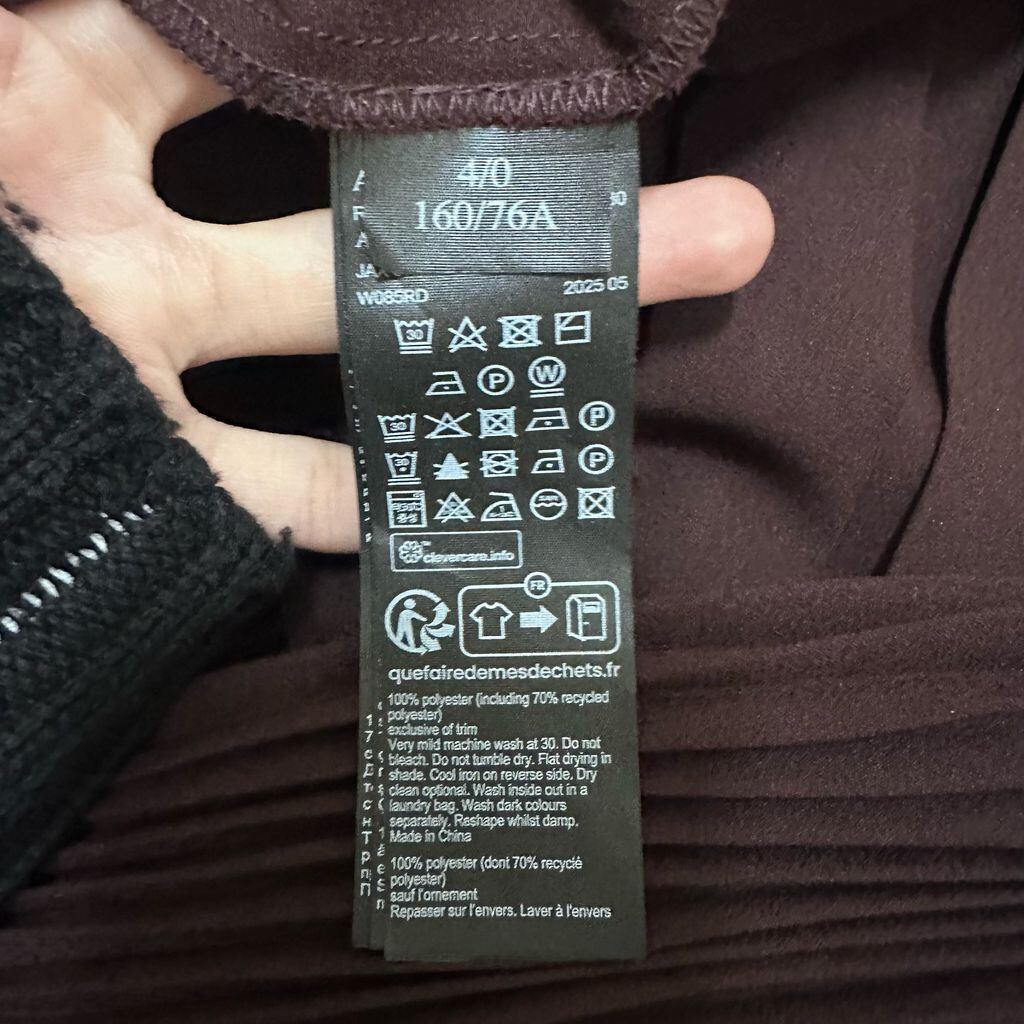 4/0
160/76A
W085RD
2025 05
30
P
W
30
P
30
P
clevercare.info
FR
quefairedemesdechets.fr
100% polyester (including 70% recycled
polyester)
exclusive of trim
Very mild machine wash at 30. Do not
bleach. Do not tumble dry. Flat drying in
shade. Cool iron on reverse side. Dry
clean optional. Wash inside out in a
laundry bag. Wash dark colours
separately. Reshape whilst damp.
Made in China
100% polyester (dont 70% recyclé
polyester)
sauf l'ornement
Repasser sur l'envers. Laver à l'envers